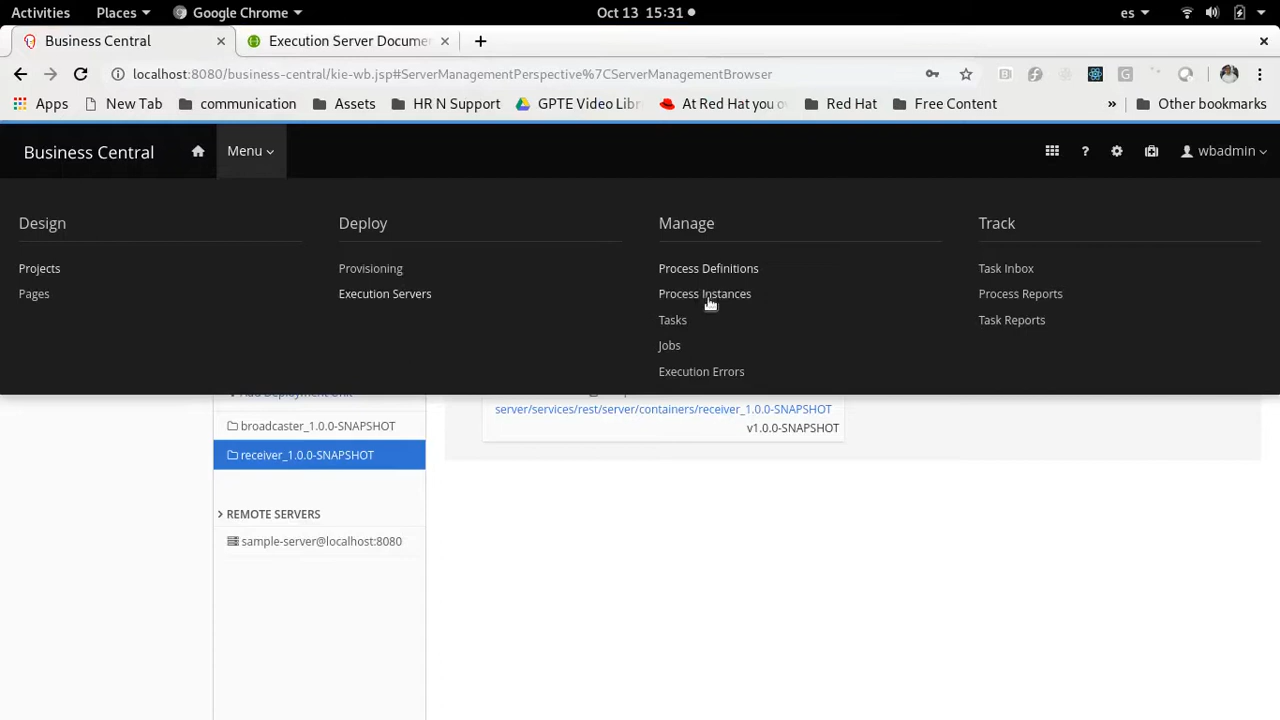 Activities Places Google Chrome Oct 13 15:31 es
Business Central Execution Server Docume
localhost:8080/business-central/kie-wb.jsp#ServerManagementPerspective%7CServerManagementBrowser
Apps New Tab communication Assets HR N Support GPTE Video Libr At Red Hat you o Red Hat Free Content » Other bookmarks
Business Central Menu ? wbadmin
Design Deploy Manage Track
Projects Provisioning Process Definitions Task Inbox
Pages Execution Servers Process Instances Process Reports
Tasks Task Reports
Jobs
Execution Errors
server/services/rest/server/containers/receiver_1.0.0-SNAPSHOT
broadcaster_1.0.0-SNAPSHOT v1.0.0-SNAPSHOT
receiver_1.0.0-SNAPSHOT
REMOTE SERVERS
sample-server@localhost:8080